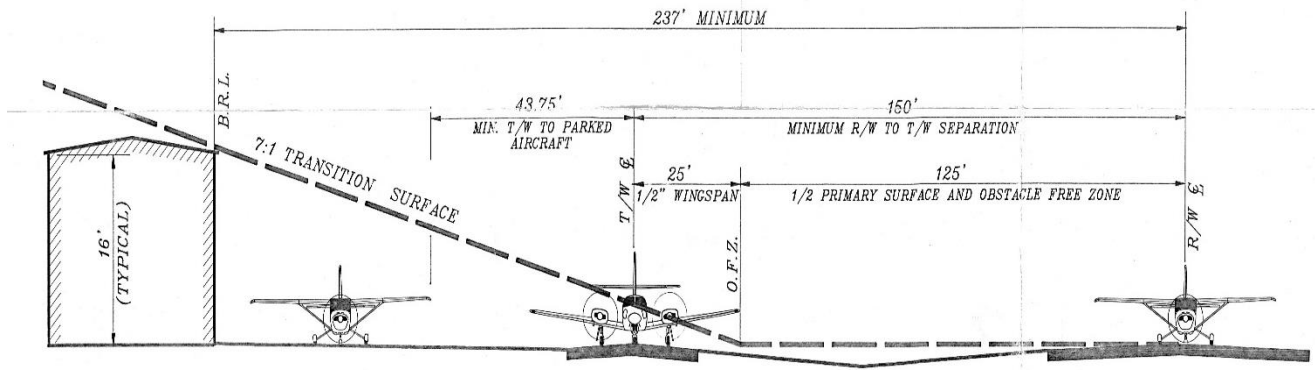 237' MINIMUM
B.R.L.
43.75'
MIN. T/W TO PARKED
AIRCRAFT
150'
MINIMUM R/W TO T/W SEPARATION
7:1 TRANSITION SURFACE
T/W ℄
25'
1/2" WINGSPAN
125'
1/2 PRIMARY SURFACE AND OBSTACLE FREE ZONE
R/W ℄
16'
(TYPICAL)
O.F.Z.